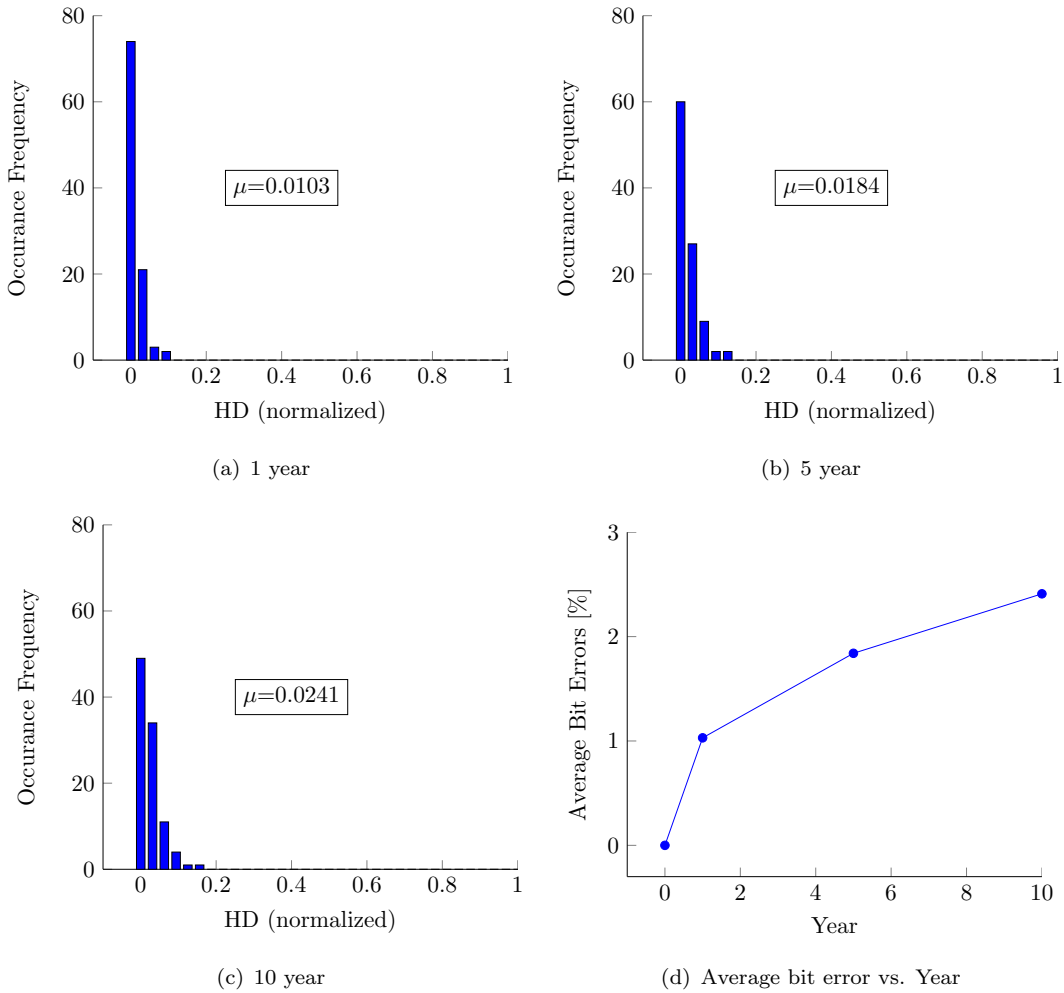 80
60
40
20
0
Occurance Frequency
μ=0.0103
0 0.2 0.4 0.6 0.8 1
HD (normalized)
(a) 1 year
80
60
40
20
0
Occurance Frequency
μ=0.0184
0 0.2 0.4 0.6 0.8 1
HD (normalized)
(b) 5 year
80
60
40
20
0
Occurance Frequency
μ=0.0241
0 0.2 0.4 0.6 0.8 1
HD (normalized)
(c) 10 year
3
2
1
0
Average Bit Errors [%]
0 2 4 6 8 10
Year
(d) Average bit error vs. Year